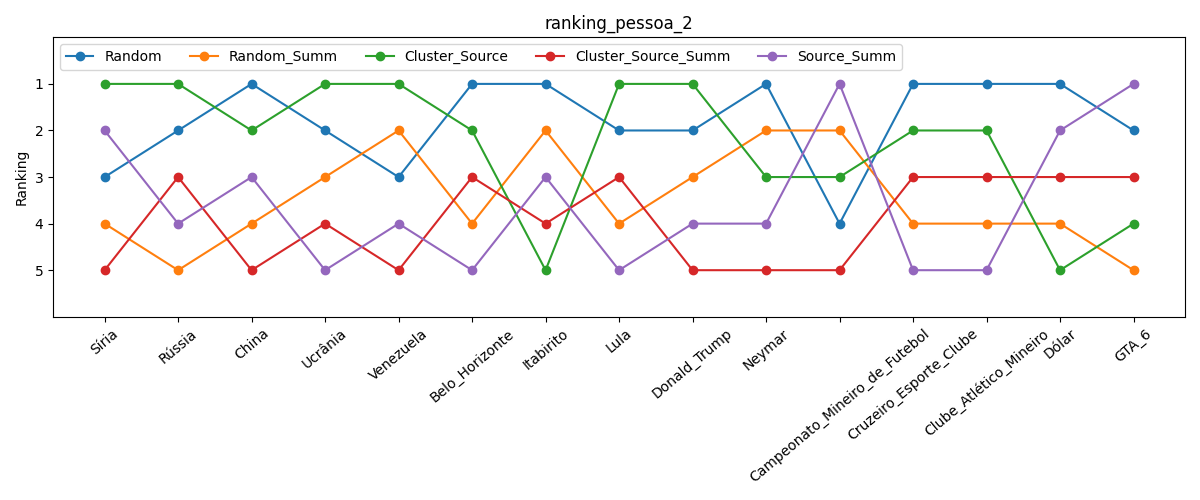 ranking_pessoa_2
Random
Random_Summ
Cluster_Source
Cluster_Source_Summ
Source_Summ
Ranking
1
2
3
4
5
Síria
Rússia
China
Ucrânia
Venezuela
Belo_Horizonte
Itabirito
Lula
Donald_Trump
Neymar
Campeonato_Mineiro_de_Futebol
Cruzeiro_Esporte_Clube
Clube_Atlético_Mineiro
Dólar
GTA_6